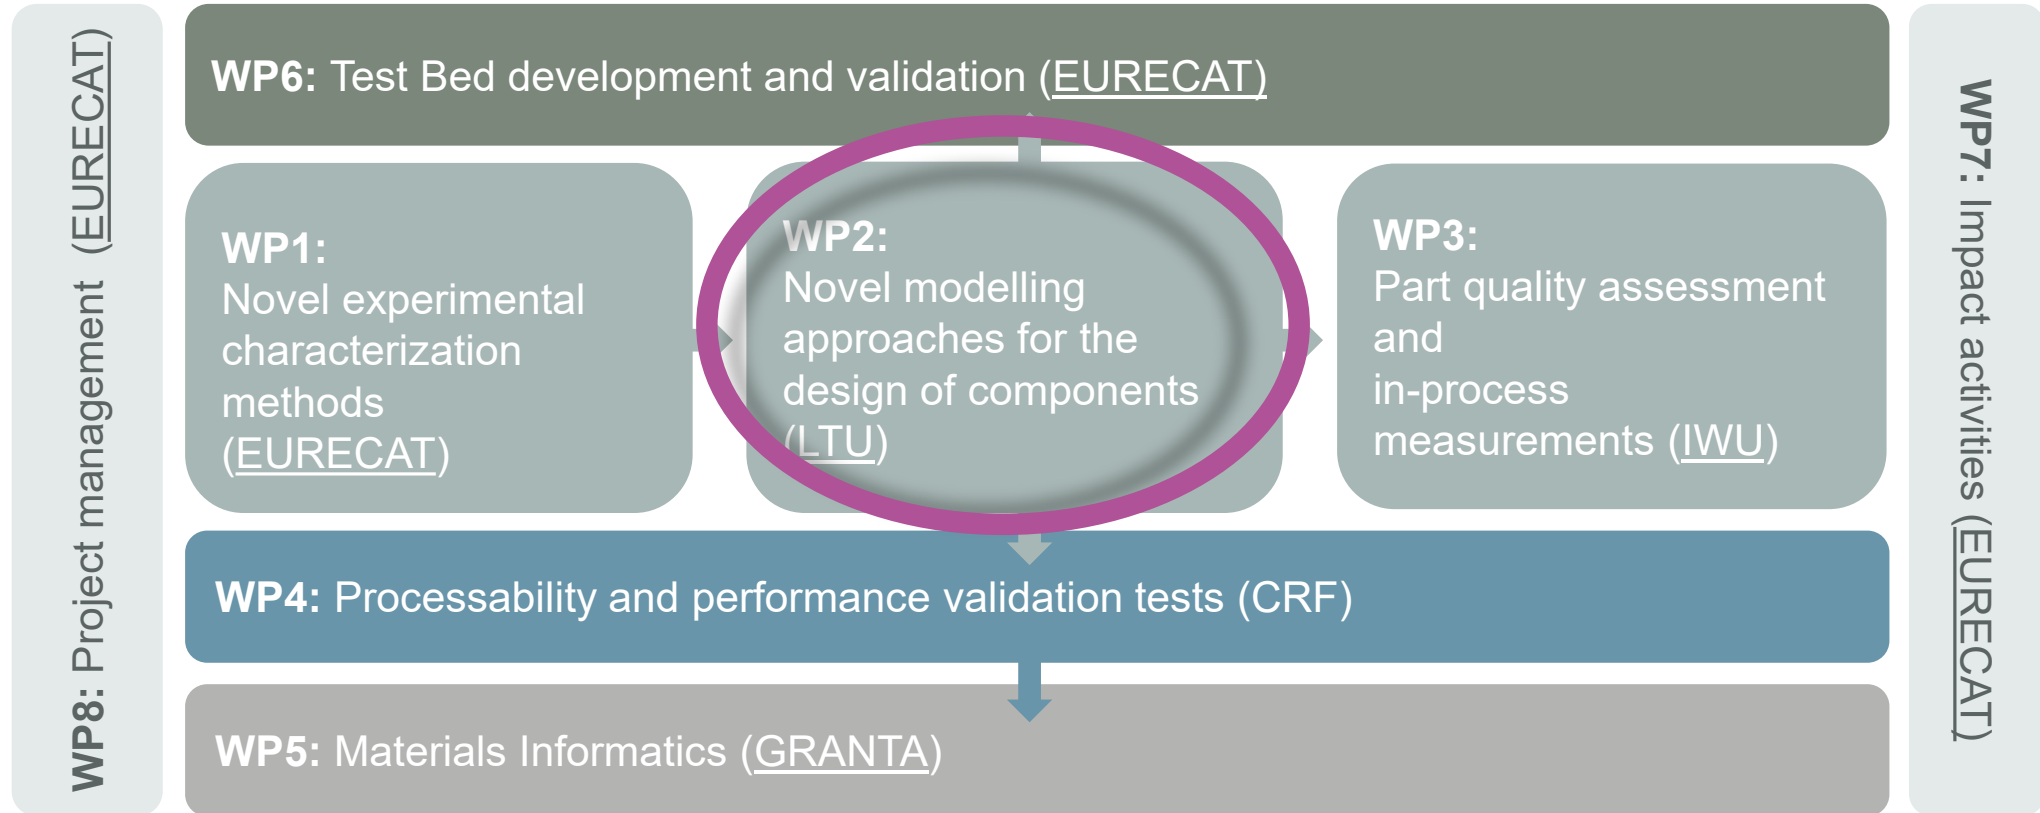 WP8: Project management (EURECAT)
WP6: Test Bed development and validation (EURECAT)
WP1:
Novel experimental
characterization
methods
(EURECAT)
WP2:
Novel modelling
approaches for the
design of components
(LTU)
WP3:
Part quality assessment
and
in-process
measurements (IWU)
WP4: Processability and performance validation tests (CRF)
WP5: Materials Informatics (GRANTA)
WP7: Impact activities (EURECAT)